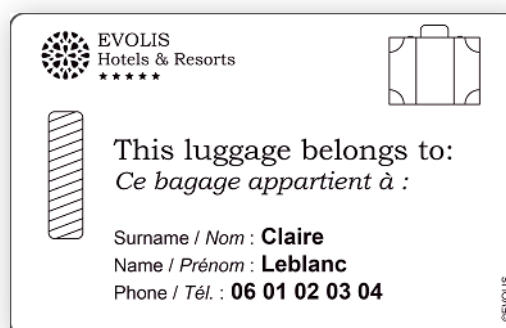 EVOLIS
Hotels & Resorts
★★★★★
This luggage belongs to:
Ce bagage appartient à :
Surname / Nom : Claire
Name / Prénom : Leblanc
Phone / Tél. : 06 01 02 03 04
©EVOLIS